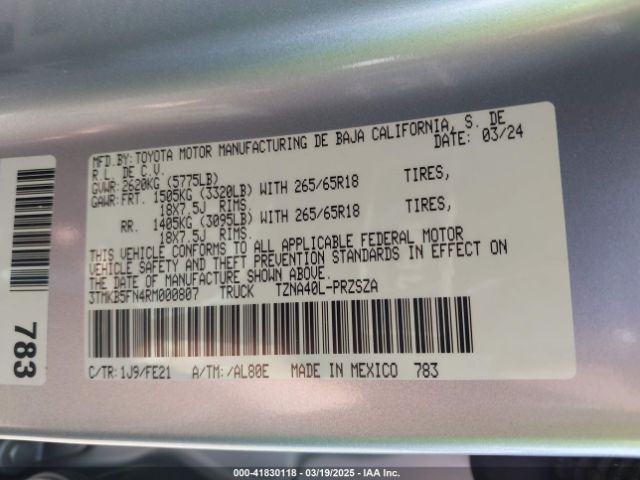 MFD.BY:TOYOTA MOTOR MANUFACTURING DE BAJA CALIFORNIA, S. DE
R.L. DE C.V. DATE: 03/24
GVWR:2620KG (5775LB)
GAWR:FRT. 1505KG (3320LB) WITH 265/65R18 TIRES,
18X7.5J RIMS.
RR. 1405KG (3095LB) WITH 265/65R18 TIRES,
18X7.5J RIMS.
THIS VEHICLE CONFORMS TO ALL APPLICABLE FEDERAL MOTOR
VEHICLE SAFETY AND THEFT PREVENTION STANDARDS IN EFFECT ON
THE DATE OF MANUFACTURE SHOWN ABOVE.
3TMKB5FN4RM000807 TRUCK TZNA40L-PRZSZA
C/TR:1J9/FE21 A/TM:/AL80E MADE IN MEXICO 783
783
000-41830118 — 03/19/2025 — IAA Inc.